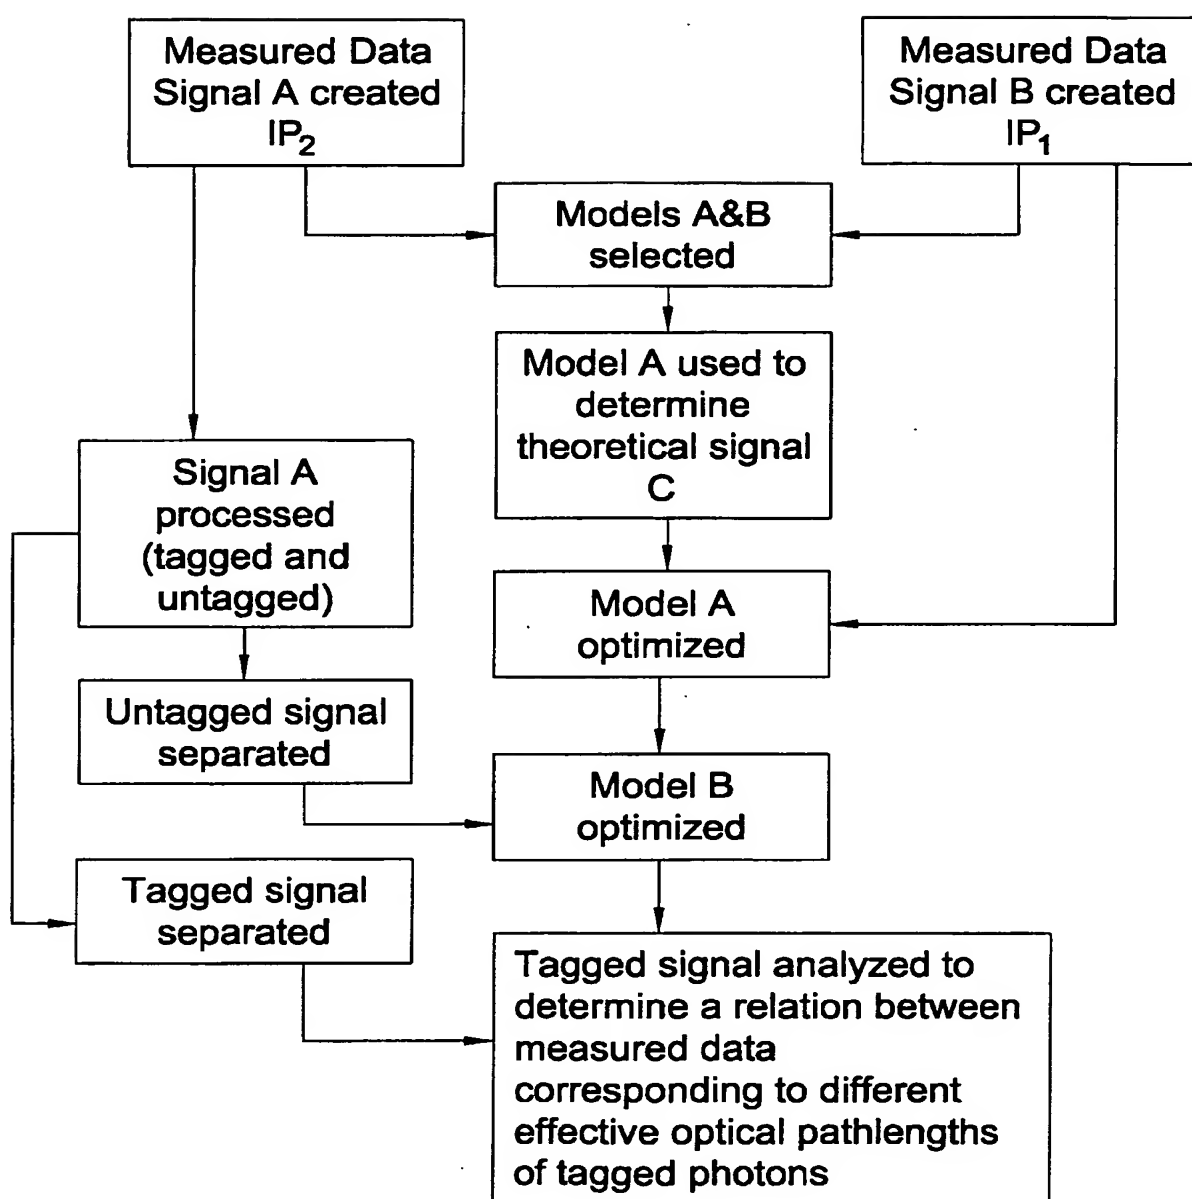 Measured Data
Signal A created
IP₂
Measured Data
Signal B created
IP₁
Models A&B
selected
Model A used to
determine
theoretical signal
C
Signal A
processed
(tagged and
untagged)
Model A
optimized
Untagged signal
separated
Model B
optimized
Tagged signal
separated
Tagged signal analyzed to
determine a relation between
measured data
corresponding to different
effective optical pathlengths
of tagged photons